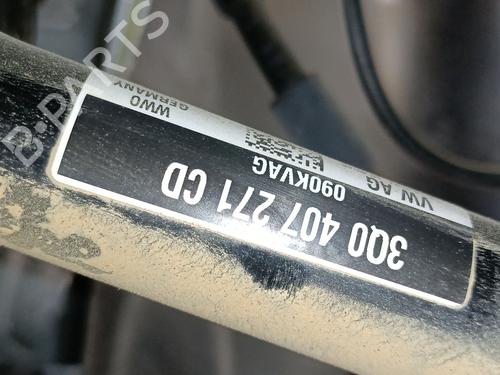 VW AG
WWO
090KVAG
GERMANY
3Q0 407 271 CD
B-PARTS